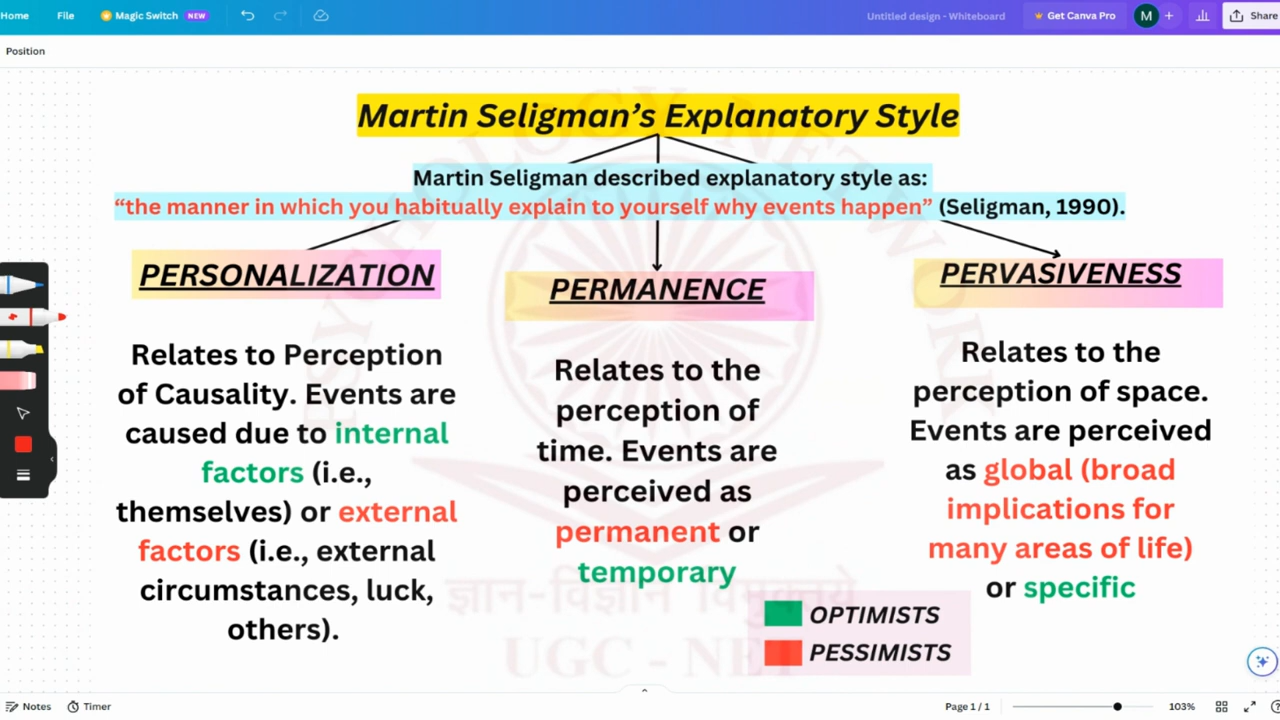 Home File Magic Switch NEW Untitled design - Whiteboard Get Canva Pro M + Share
Position
Martin Seligman's Explanatory Style
Martin Seligman described explanatory style as:
“the manner in which you habitually explain to yourself why events happen” (Seligman, 1990).
PERSONALIZATION
Relates to Perception
of Causality. Events are
caused due to internal
factors (i.e.,
themselves) or external
factors (i.e., external
circumstances, luck,
others).
PERMANENCE
Relates to the
perception of
time. Events are
perceived as
permanent or
temporary
PERVASIVENESS
Relates to the
perception of space.
Events are perceived
as global (broad
implications for
many areas of life)
or specific
OPTIMISTS
PESSIMISTS
PSYCHOLOGY NETWORK
ज्ञान-विज्ञान विमुक्तये
UGC - NET
Notes Timer Page 1 / 1 103%